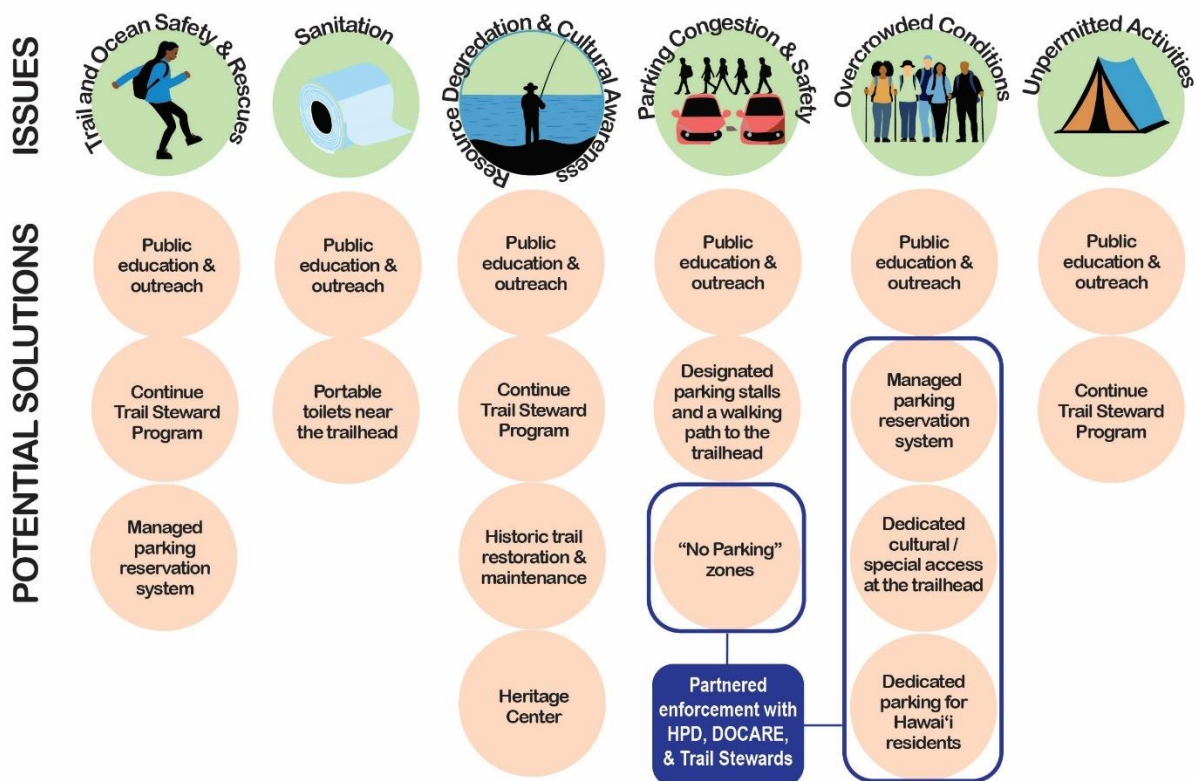 ISSUES
Trail and Ocean Safety & Rescues
Sanitation
Resource Degredation & Cultural Awareness
Parking Congestion & Safety
Overcrowded Conditions
Unpermitted Activities
POTENTIAL SOLUTIONS
Public
education &
outreach
Continue
Trail Steward
Program
Managed
parking
reservation
system
Public
education &
outreach
Portable
toilets near
the trailhead
Public
education &
outreach
Continue
Trail Steward
Program
Historic trail
restoration &
maintenance
Heritage
Center
Public
education &
outreach
Designated
parking stalls
and a walking
path to the
trailhead
“No Parking”
zones
Partnered
enforcement with
HPD, DOCARE,
& Trail Stewards
Public
education &
outreach
Managed
parking
reservation
system
Dedicated
cultural /
special access
at the trailhead
Dedicated
parking for
Hawaiʻi
residents
Public
education &
outreach
Continue
Trail Steward
Program